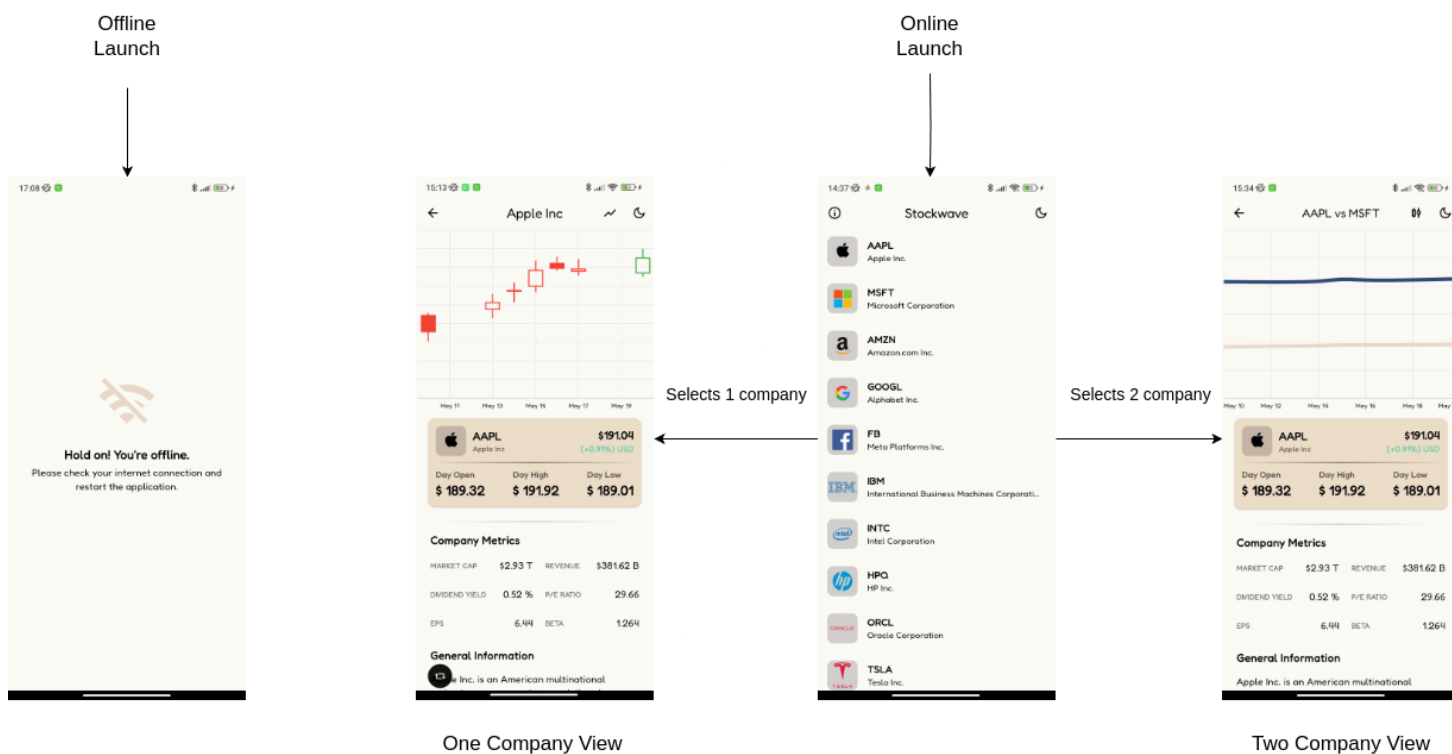 Offline
Launch
Online
Launch
17:08
Hold on! You're offline.
Please check your internet connection and
restart the application.
15:13
Apple Inc
May 11 May 13 May 15 May 17 May 19
AAPL $191.04
Apple Inc (+0.91%) USD
Day Open Day High Day Low
$ 189.32 $ 191.92 $ 189.01
Company Metrics
MARKET CAP $2.93 T REVENUE $381.62 B
DIVIDEND YIELD 0.52 % P/E RATIO 29.66
EPS 6.44 BETA 1.264
General Information
e Inc. is an American multinational
One Company View
Selects 1 company
14:37
Stockwave
AAPL
Apple Inc.
MSFT
Microsoft Corporation
a
AMZN
Amazon.com Inc.
G
GOOGL
Alphabet Inc.
f
FB
Meta Platforms Inc.
IBM
IBM
International Business Machines Corporati...
intel
INTC
Intel Corporation
hp
HPQ
HP Inc.
ORACLE
ORCL
Oracle Corporation
TESLA
TSLA
Tesla Inc.
Selects 2 company
15:34
AAPL vs MSFT
May 10 May 12 May 14 May 16 May 18 May
AAPL $191.04
Apple Inc (+0.91%) USD
Day Open Day High Day Low
$ 189.32 $ 191.92 $ 189.01
Company Metrics
MARKET CAP $2.93 T REVENUE $381.62 B
DIVIDEND YIELD 0.52 % P/E RATIO 29.66
EPS 6.44 BETA 1.264
General Information
Apple Inc. is an American multinational
Two Company View